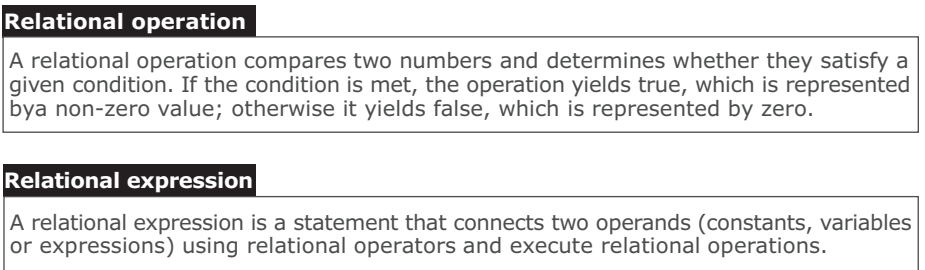 Relational operation
A relational operation compares two numbers and determines whether they satisfy a
given condition. If the condition is met, the operation yields true, which is represented
bya non-zero value; otherwise it yields false, which is represented by zero.
Relational expression
A relational expression is a statement that connects two operands (constants, variables
or expressions) using relational operators and execute relational operations.